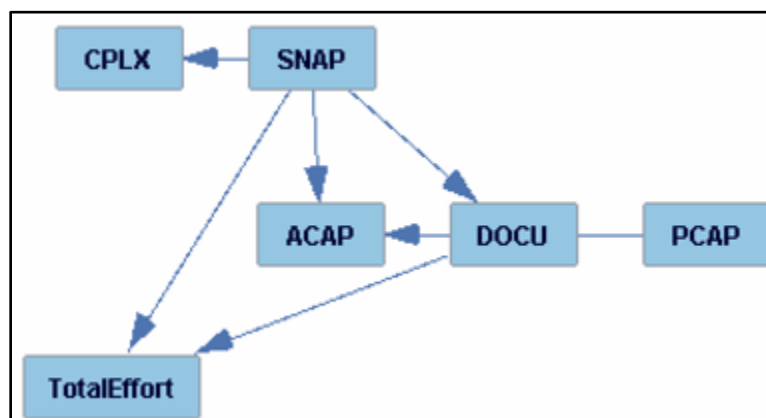 CPLX
SNAP
ACAP
DOCU
PCAP
TotalEffort